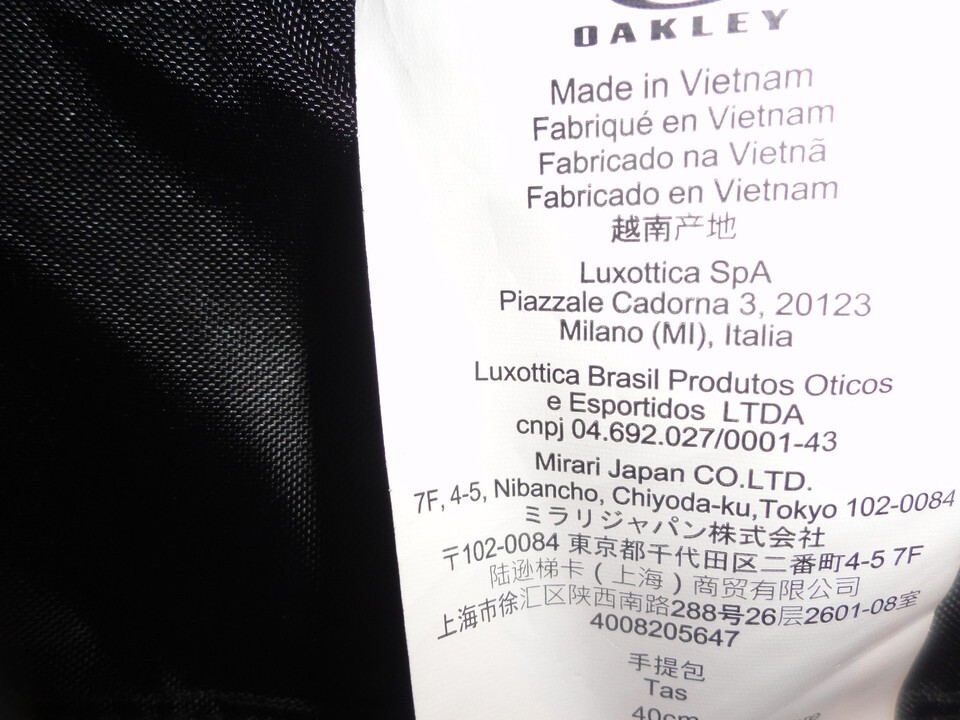 OAKLEY
Made in Vietnam
Fabriqué en Vietnam
Fabricado na Vietnã
Fabricado en Vietnam
越南产地
Luxottica SpA
Piazzale Cadorna 3, 20123
Milano (MI), Italia
Luxottica Brasil Produtos Oticos
e Esportidos LTDA
cnpj 04.692.027/0001-43
Mirari Japan CO.LTD.
7F, 4-5, Nibancho, Chiyoda-ku,Tokyo 102-0084
ミラリジャパン株式会社
〒102-0084 東京都千代田区二番町4-5 7F
陆逊梯卡（上海）商贸有限公司
上海市徐汇区陕西南路288号26层2601-08室
4008205647
手提包
Tas
40cm